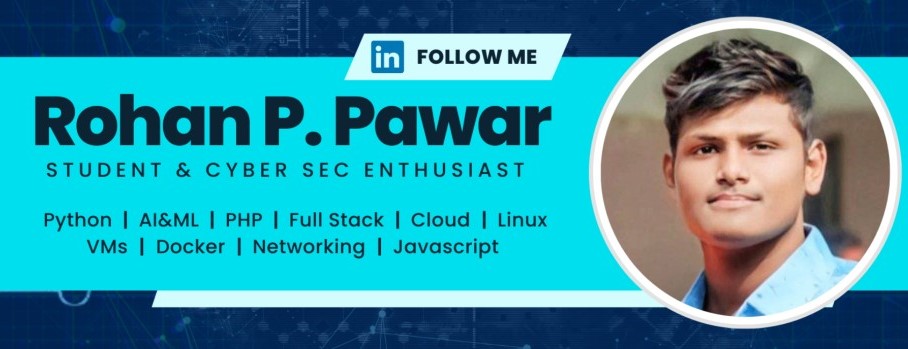 in FOLLOW ME
Rohan P. Pawar
STUDENT & CYBER SEC ENTHUSIAST
Python | AI&ML | PHP | Full Stack | Cloud | Linux
VMs | Docker | Networking | Javascript